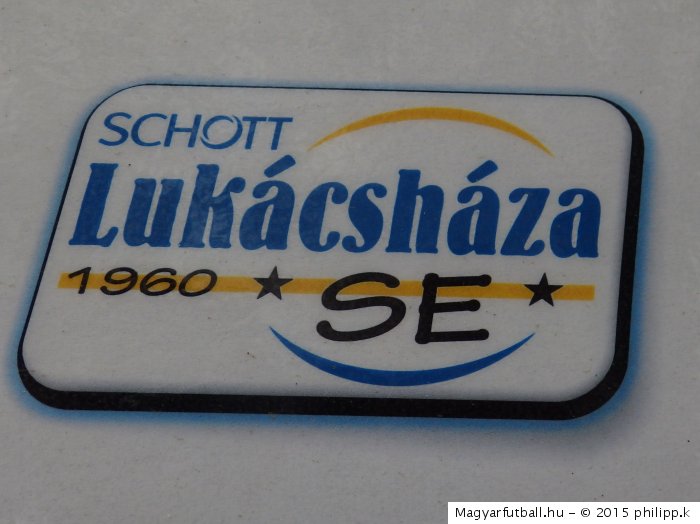 SCHOTT
Lukácsháza
1960 SE
Magyarfutball.hu – © 2015 philipp.k